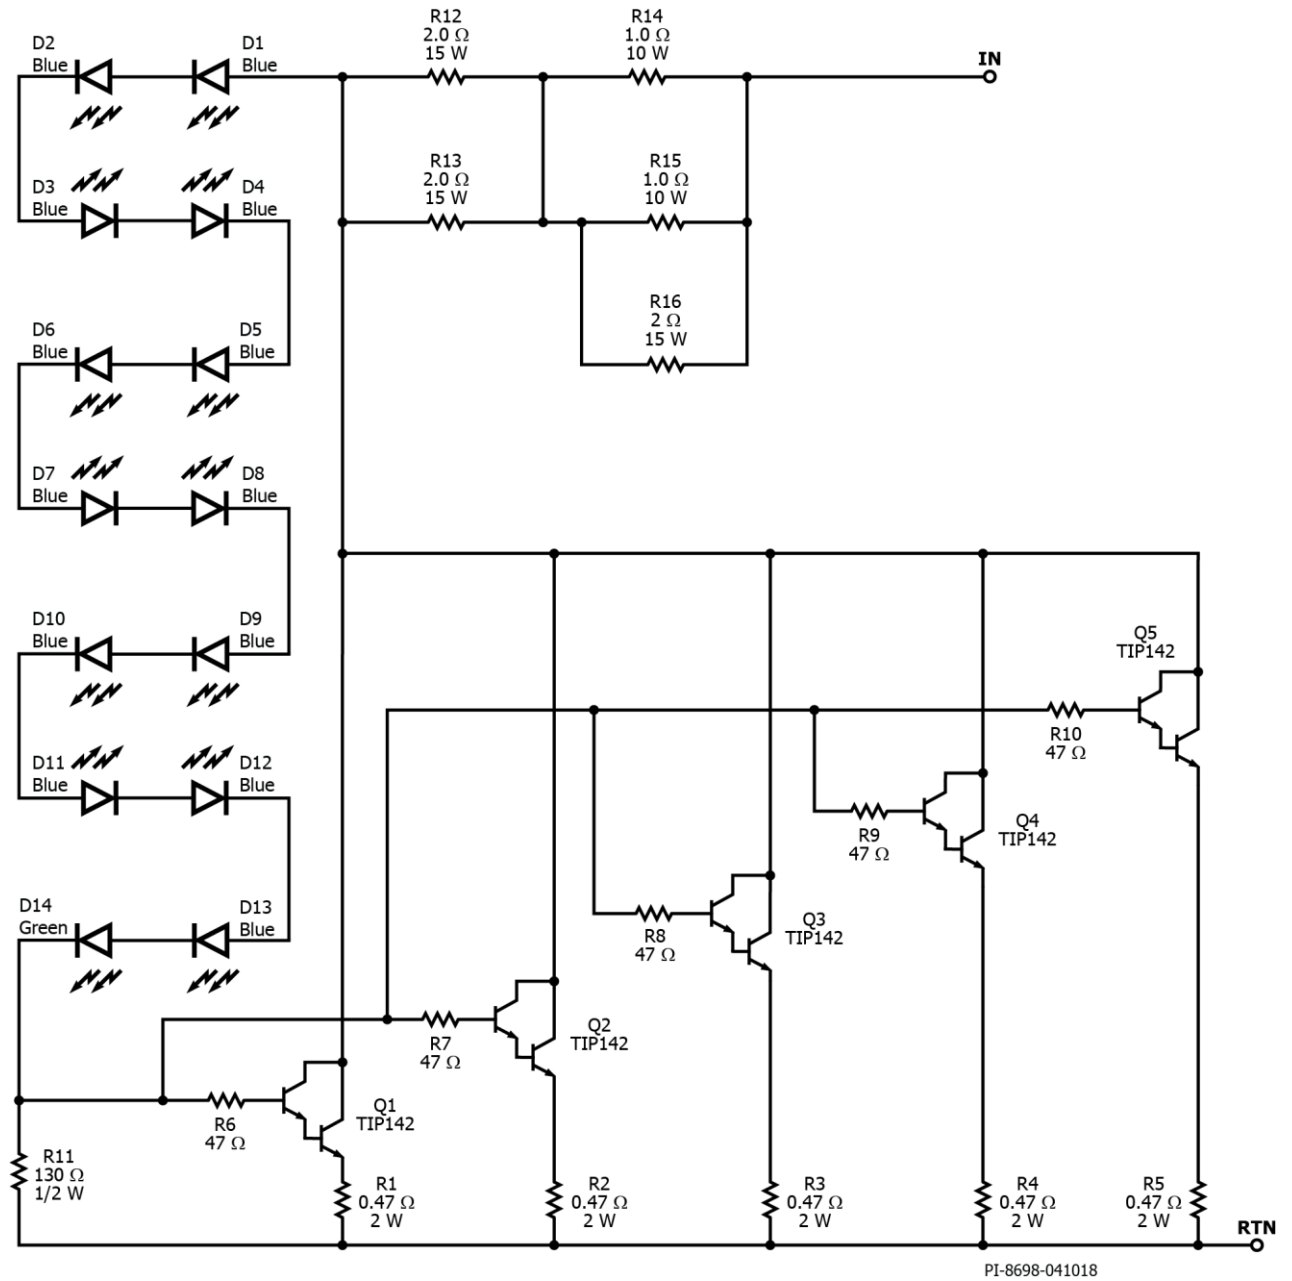 R12
2.0 Ω
15 W
R14
1.0 Ω
10 W
IN
D2
Blue
D1
Blue
R13
2.0 Ω
15 W
R15
1.0 Ω
10 W
D3
Blue
D4
Blue
R16
2 Ω
15 W
D6
Blue
D5
Blue
D7
Blue
D8
Blue
D10
Blue
D9
Blue
Q5
TIP142
R10
47 Ω
D11
Blue
D12
Blue
Q4
TIP142
R9
47 Ω
D14
Green
D13
Blue
Q3
TIP142
R8
47 Ω
Q2
TIP142
R7
47 Ω
Q1
TIP142
R6
47 Ω
R11
130 Ω
1/2 W
R1
0.47 Ω
2 W
R2
0.47 Ω
2 W
R3
0.47 Ω
2 W
R4
0.47 Ω
2 W
R5
0.47 Ω
2 W
RTN
PI-8698-041018